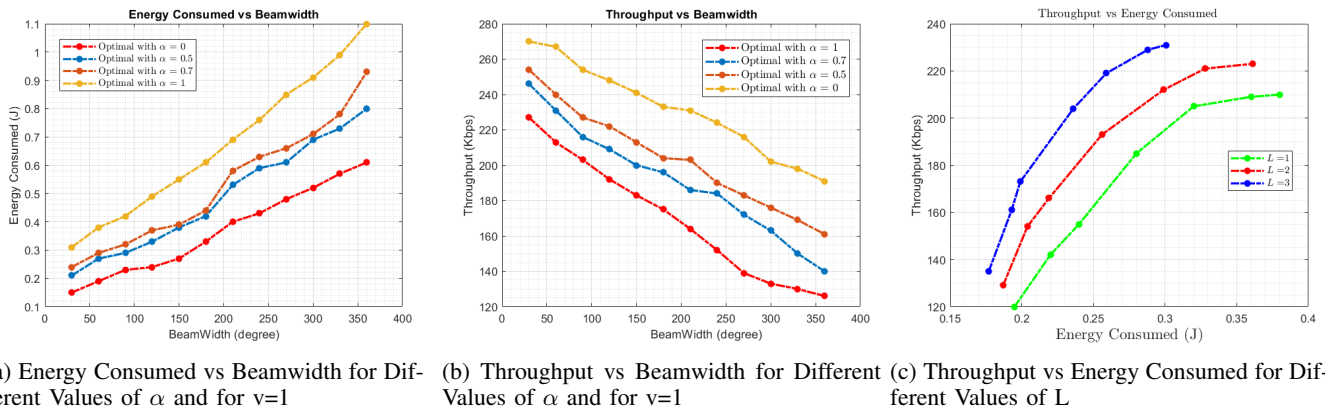 Energy Consumed vs Beamwidth
Energy Consumed (J)
1.1
1
0.9
0.8
0.7
0.6
0.5
0.4
0.3
0.2
0.1
Optimal with α = 0
Optimal with α = 0.5
Optimal with α = 0.7
Optimal with α = 1
0 50 100 150 200 250 300 350 400
BeamWidth (degree)
Throughput vs Beamwidth
Throughput (Kbps)
280
260
240
220
200
180
160
140
120
Optimal with α = 1
Optimal with α = 0.7
Optimal with α = 0.5
Optimal with α = 0
0 50 100 150 200 250 300 350 400
BeamWidth (degree)
Throughput vs Energy Consumed
Throughput (Kbps)
240
220
200
180
160
140
120
L =1
L =2
L =3
0.15 0.2 0.25 0.3 0.35 0.4
Energy Consumed (J)
a) Energy Consumed vs Beamwidth for Dif-
erent Values of α and for v=1
(b) Throughput vs Beamwidth for Different
Values of α and for v=1
(c) Throughput vs Energy Consumed for Dif-
ferent Values of L